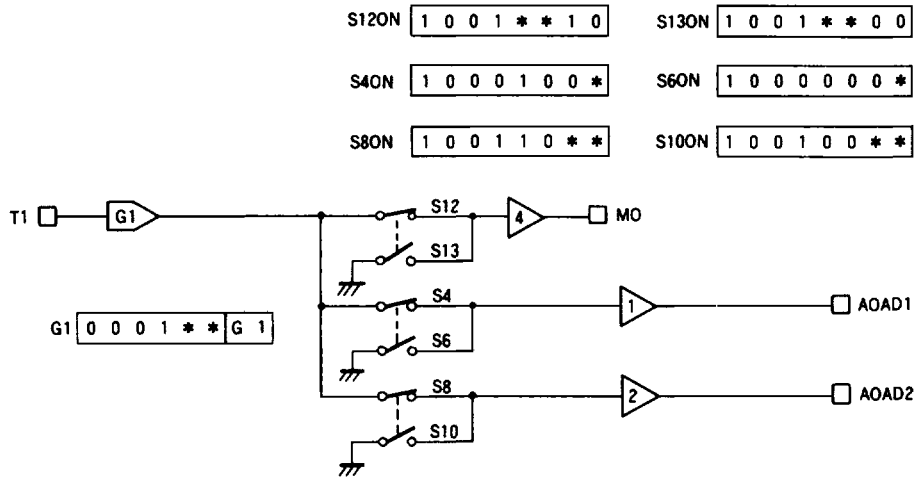 S12ON 1 0 0 1 * * 1 0 S13ON 1 0 0 1 * * 0 0
S4ON 1 0 0 0 1 0 0 * S6ON 1 0 0 0 0 0 0 *
S8ON 1 0 0 1 1 0 * * S10ON 1 0 0 1 0 0 * *
T1 G1 S12 4 MO
S13
S4 1 AOAD1
G1 0 0 0 1 * * G 1
S6
S8 2 AOAD2
S10